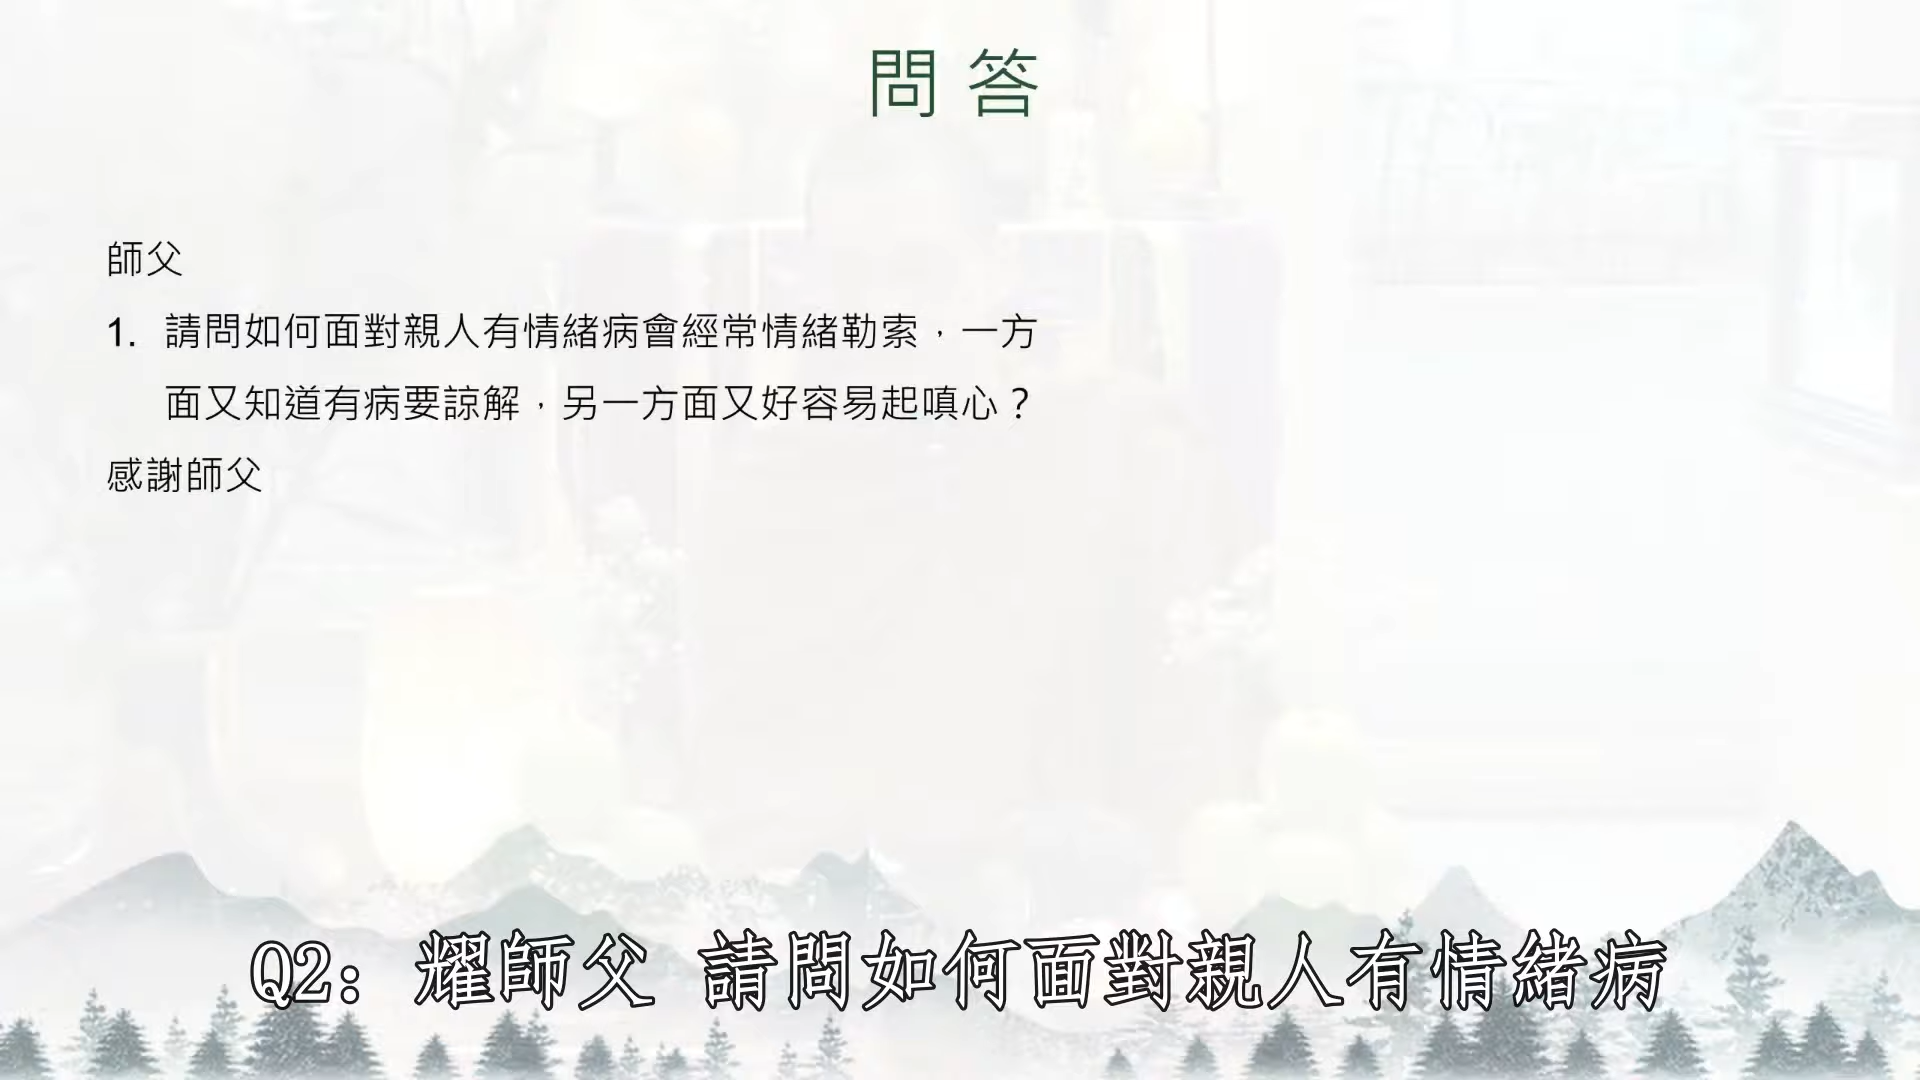 問答
師父
1. 請問如何面對親人有情緒病會經常情緒勒索，一方
面又知道有病要諒解，另一方面又好容易起嗔心？
感謝師父
Q2：耀師父 請問如何面對親人有情緒病